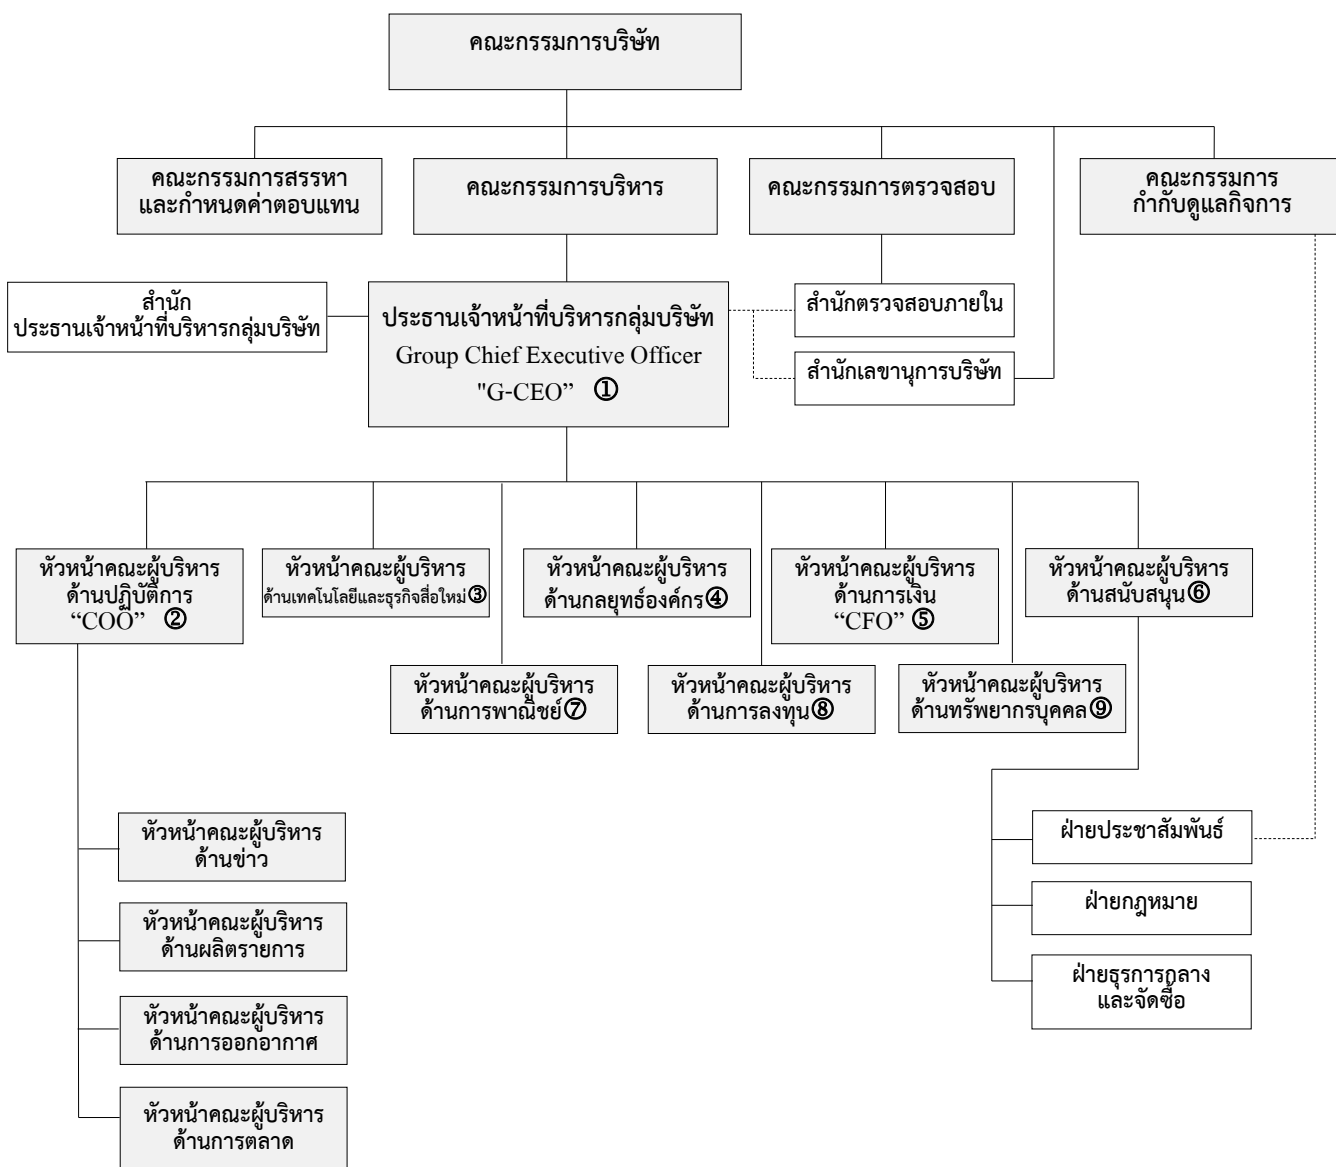 คณะกรรมการบริษัท
คณะกรรมการสรรหา
และกำหนดค่าตอบแทน
คณะกรรมการบริหาร
คณะกรรมการตรวจสอบ
คณะกรรมการ
กำกับดูแลกิจการ
สำนัก
ประธานเจ้าหน้าที่บริหารกลุ่มบริษัท
ประธานเจ้าหน้าที่บริหารกลุ่มบริษัท
Group Chief Executive Officer
"G-CEO” ①
สำนักตรวจสอบภายใน
สำนักเลขานุการบริษัท
หัวหน้าคณะผู้บริหาร
ด้านปฏิบัติการ
“COO” ②
หัวหน้าคณะผู้บริหาร
ด้านเทคโนโลยีและธุรกิจสื่อใหม่③
หัวหน้าคณะผู้บริหาร
ด้านกลยุทธ์องค์กร④
หัวหน้าคณะผู้บริหาร
ด้านการเงิน
“CFO” ⑤
หัวหน้าคณะผู้บริหาร
ด้านสนับสนุน⑥
หัวหน้าคณะผู้บริหาร
ด้านการพาณิชย์⑦
หัวหน้าคณะผู้บริหาร
ด้านการลงทุน⑧
หัวหน้าคณะผู้บริหาร
ด้านทรัพยากรบุคคล⑨
หัวหน้าคณะผู้บริหาร
ด้านข่าว
หัวหน้าคณะผู้บริหาร
ด้านผลิตรายการ
หัวหน้าคณะผู้บริหาร
ด้านการออกอากาศ
หัวหน้าคณะผู้บริหาร
ด้านการตลาด
ฝ่ายประชาสัมพันธ์
ฝ่ายกฎหมาย
ฝ่ายธุรการกลาง
และจัดซื้อ